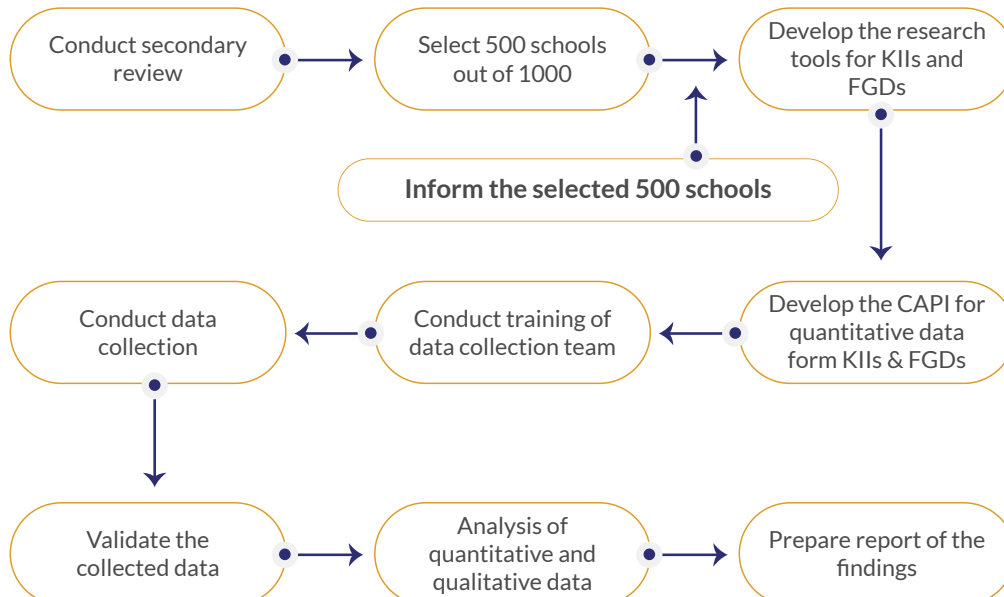 Conduct secondary
review
Select 500 schools
out of 1000
Develop the research
tools for KIIs and
FGDs
Inform the selected 500 schools
Develop the CAPI for
quantitative data
form KIIs & FGDs
Conduct training of
data collection team
Conduct data
collection
Validate the
collected data
Analysis of
quantitative and
qualitative data
Prepare report of the
findings